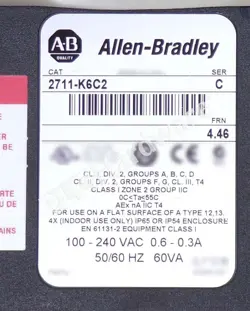 AB
QUALITY
Allen-Bradley
CAT
SER
2711-K6C2
C
FRN
4.46
CL I, DIV. 2, GROUPS A, B, C, D
CL. II, DIV. 2, GROUPS F, G, CL. III, T4
CLASS I ZONE 2 GROUP IIC
0C≤Ta≤55C
AEx nA IIC T4
FOR USE ON A FLAT SURFACE OF A TYPE 12,13,
4X (INDOOR USE ONLY) IP65 OR IP54 ENCLOSURE
EN 61131-2 EQUIPMENT CLASS I
100 - 240 VAC 0.6 - 0.3A
50/60 HZ 60VA